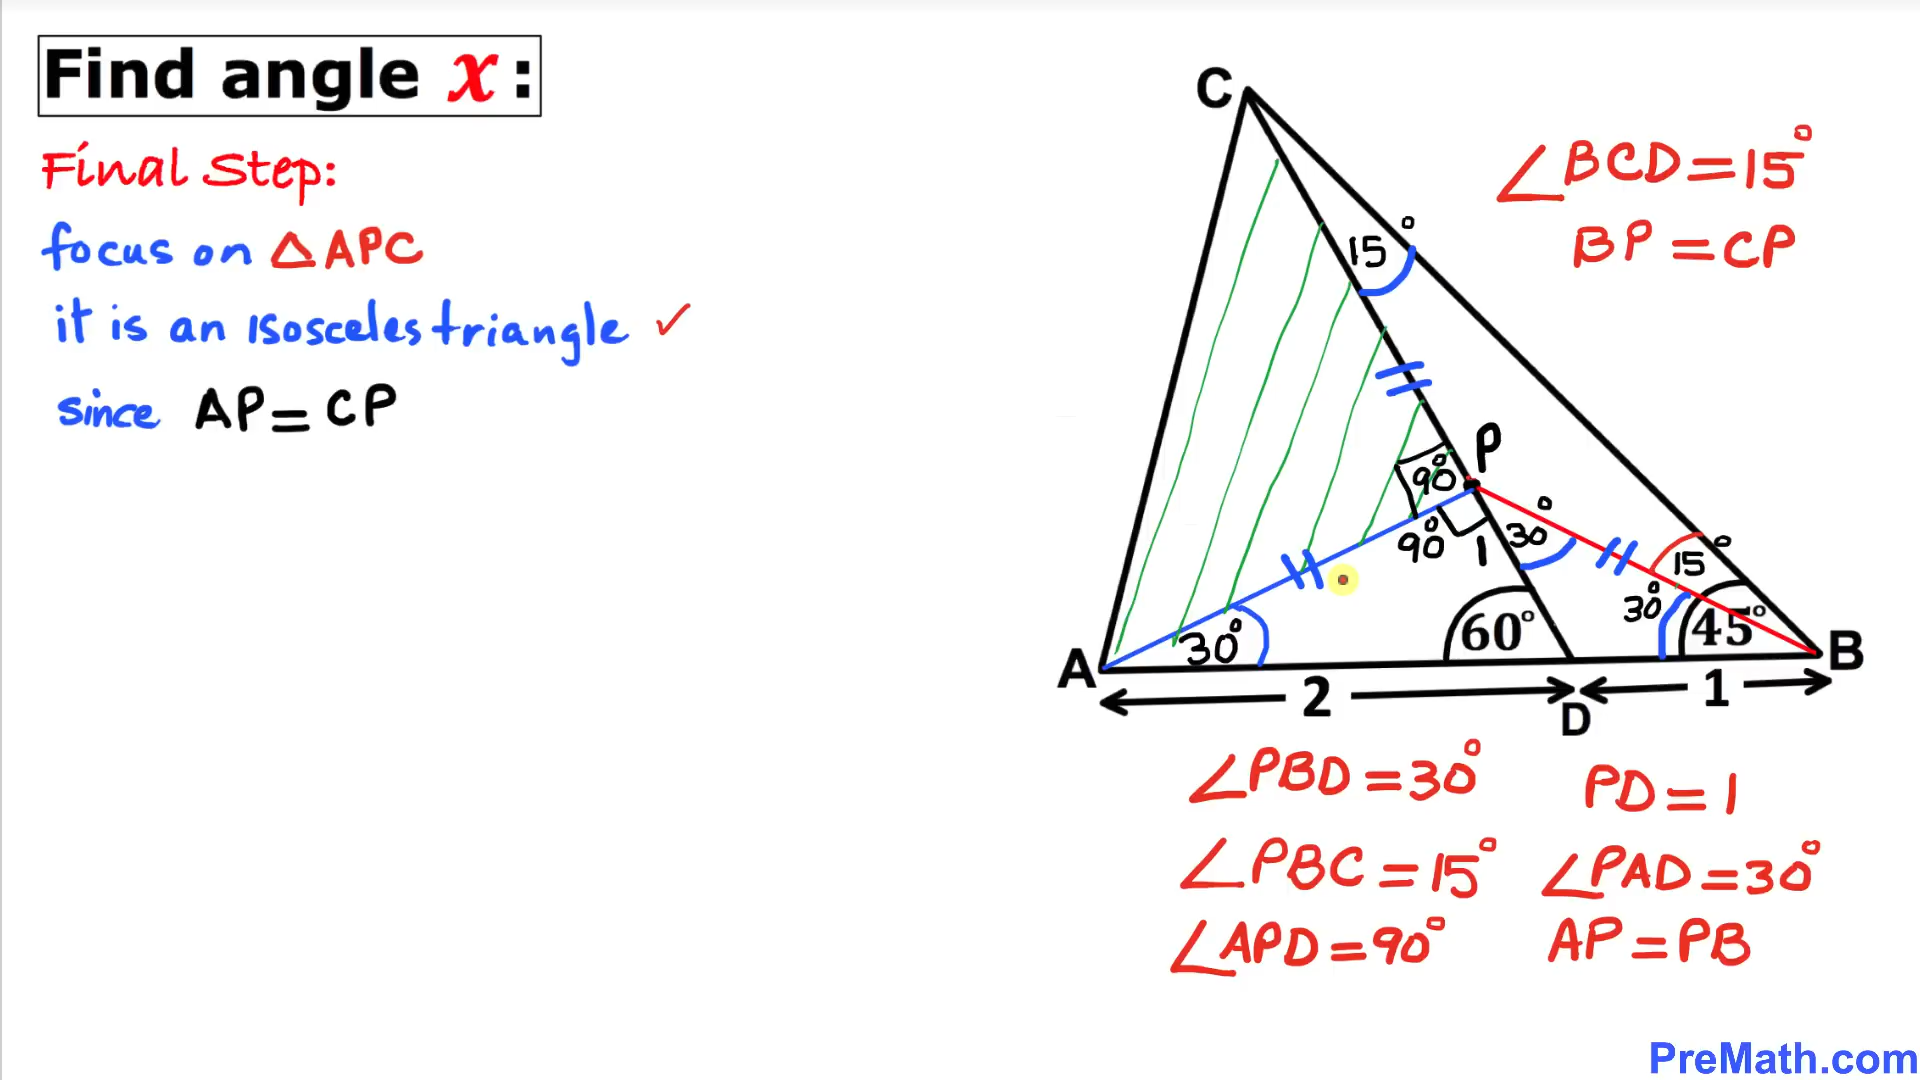 Find angle x:
Final Step:
focus on △APC
it is an isosceles triangle ✓
since AP = CP
C
∠BCD = 15°
BP = CP
15°
P
90°
90°
1
30°
15°
30°
45°
60°
30°
A
B
2
1
D
∠PBD = 30°
PD = 1
∠PBC = 15°
∠PAD = 30°
∠APD = 90°
AP = PB
PreMath.com